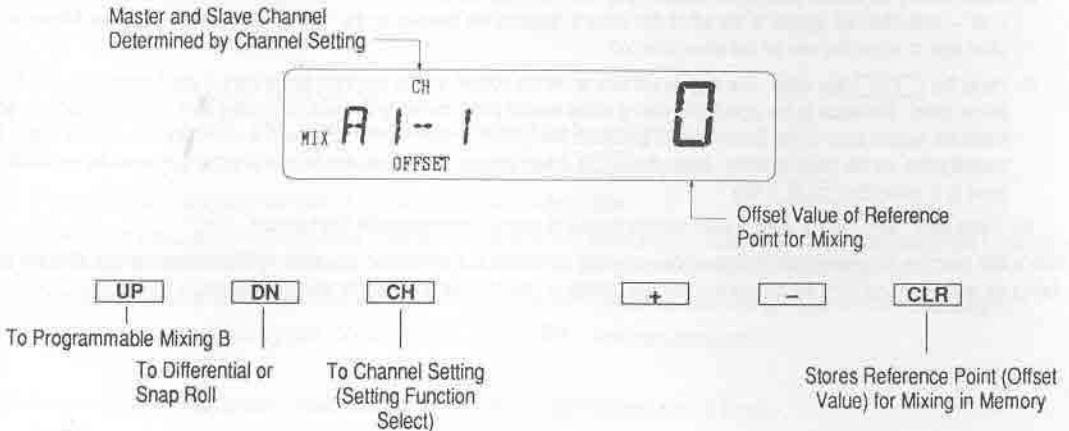 Master and Slave Channel
Determined by Channel Setting
CH
MIX A1-- 1 0
OFFSET
Offset Value of Reference
Point for Mixing
UP DN CH + − CLR
To Programmable Mixing B
To Differential or
Snap Roll
To Channel Setting
(Setting Function
Select)
Stores Reference Point (Offset
Value) for Mixing in Memory